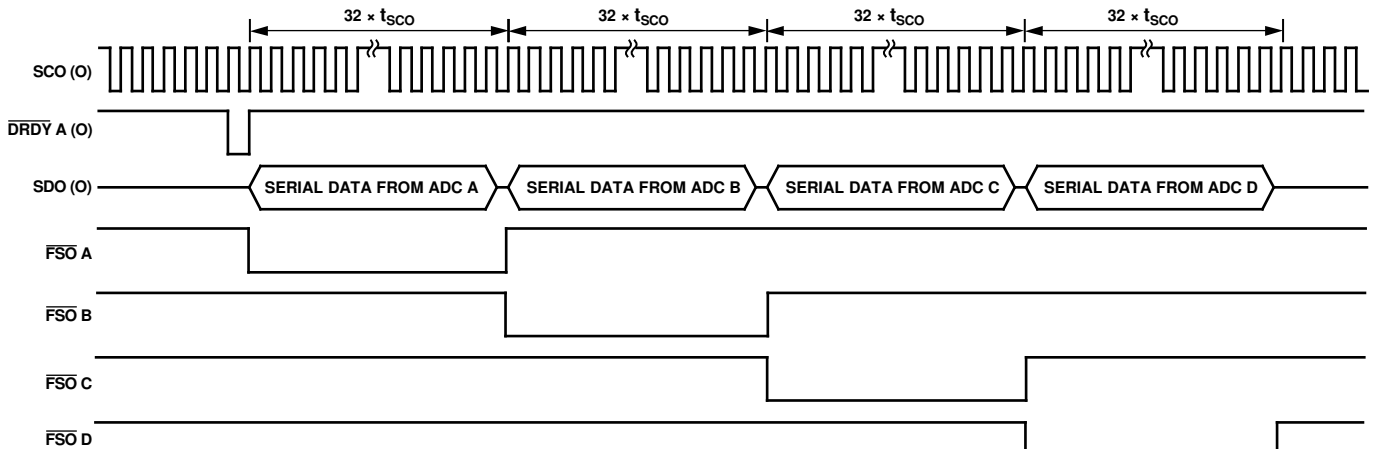 32 × tSCO 32 × tSCO 32 × tSCO 32 × tSCO
SCO (O)
DRDY A (O)
SDO (O) SERIAL DATA FROM ADC A SERIAL DATA FROM ADC B SERIAL DATA FROM ADC C SERIAL DATA FROM ADC D
FSO A
FSO B
FSO C
FSO D